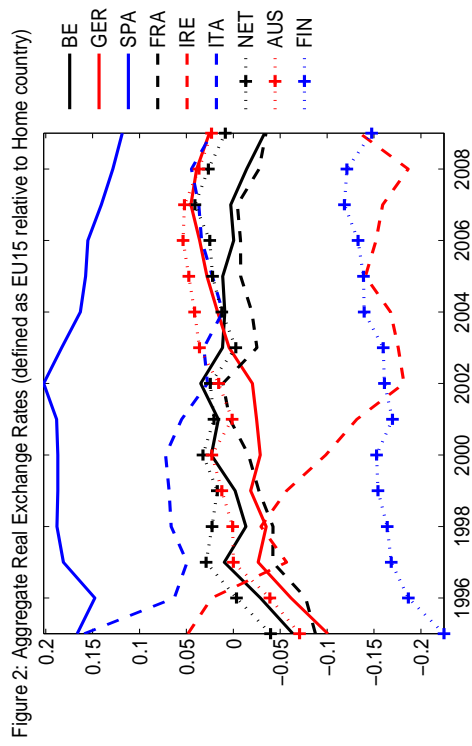 Figure 2: Aggregate Real Exchange Rates (defined as EU15 relative to Home country)
0.2
0.15
0.1
0.05
0
−0.05
−0.1
−0.15
−0.2
1996
1998
2000
2002
2004
2006
2008
BE
GER
SPA
FRA
IRE
ITA
NET
AUS
FIN